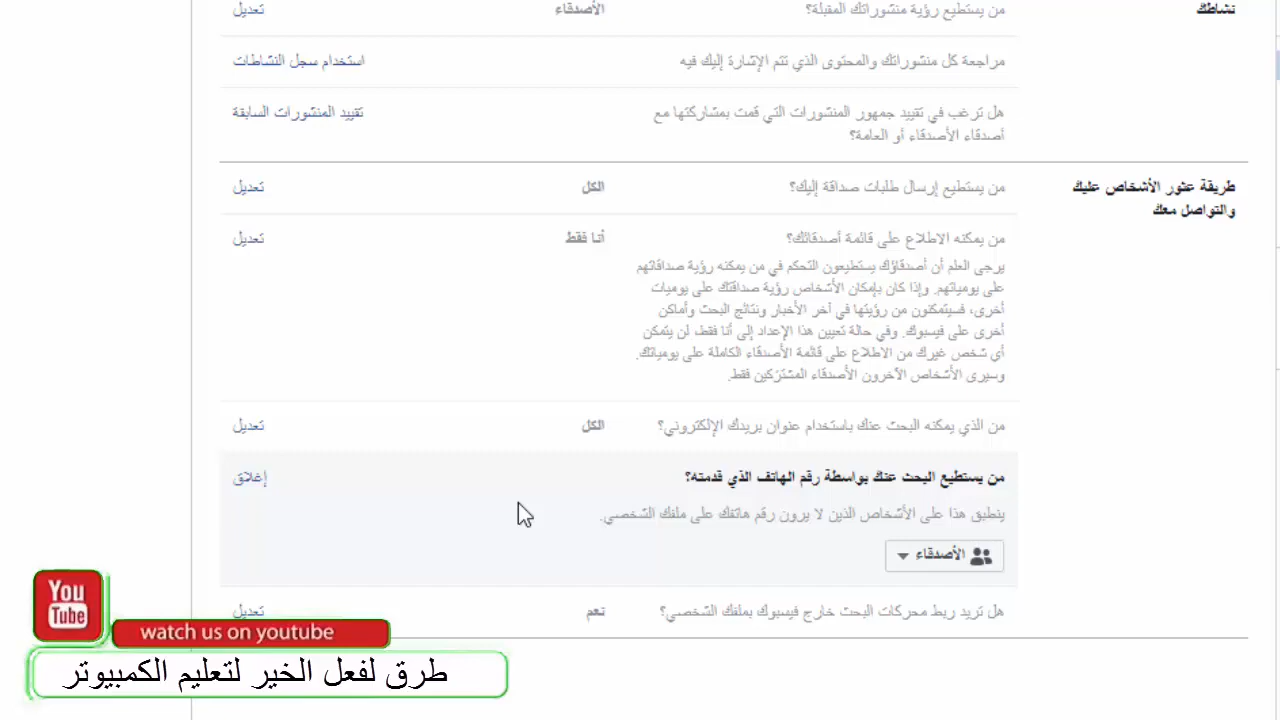 نشاطك
من يستطيع رؤية منشوراتك المقبلة؟ الأصدقاء تعديل
مراجعة كل منشوراتك والمحتوى الذي تتم الإشارة إليك فيه استخدام سجل النشاطات
هل ترغب في تقييد جمهور المنشورات التي قمت بمشاركتها مع تقييد المنشورات السابقة
أصدقاء الأصدقاء أو العامة؟
طريقة عثور الأشخاص عليك
والتواصل معك
من يستطيع إرسال طلبات صداقة إليك؟ الكل تعديل
من يمكنه الاطلاع على قائمة أصدقائك؟ أنا فقط تعديل
يرجى العلم أن أصدقاؤك يستطيعون التحكم في من يمكنه رؤية صداقاتهم
على يومياتهم. وإذا كان بإمكان الأشخاص رؤية صداقتك على يوميات
أخرى، فسيتمكنون من رؤيتها في آخر الأخبار ونتائج البحث وأماكن
أخرى على فيسبوك. وفي حالة تعيين هذا الإعداد إلى أنا فقط، لن يتمكن
أي شخص غيرك من الاطلاع على قائمة الأصدقاء الكاملة على يومياتك.
وسيرى الأشخاص الآخرون الأصدقاء المشتركين فقط.
من الذي يمكنه البحث عنك باستخدام عنوان بريدك الإلكتروني؟ الكل تعديل
من يستطيع البحث عنك بواسطة رقم الهاتف الذي قدمته؟ إغلاق
ينطبق هذا على الأشخاص الذين لا يرون رقم هاتفك على ملفك الشخصي.
الأصدقاء
هل تريد ربط محركات البحث خارج فيسبوك بملفك الشخصي؟ نعم تعديل
You
Tube
watch us on youtube
طرق لفعل الخير لتعليم الكمبيوتر